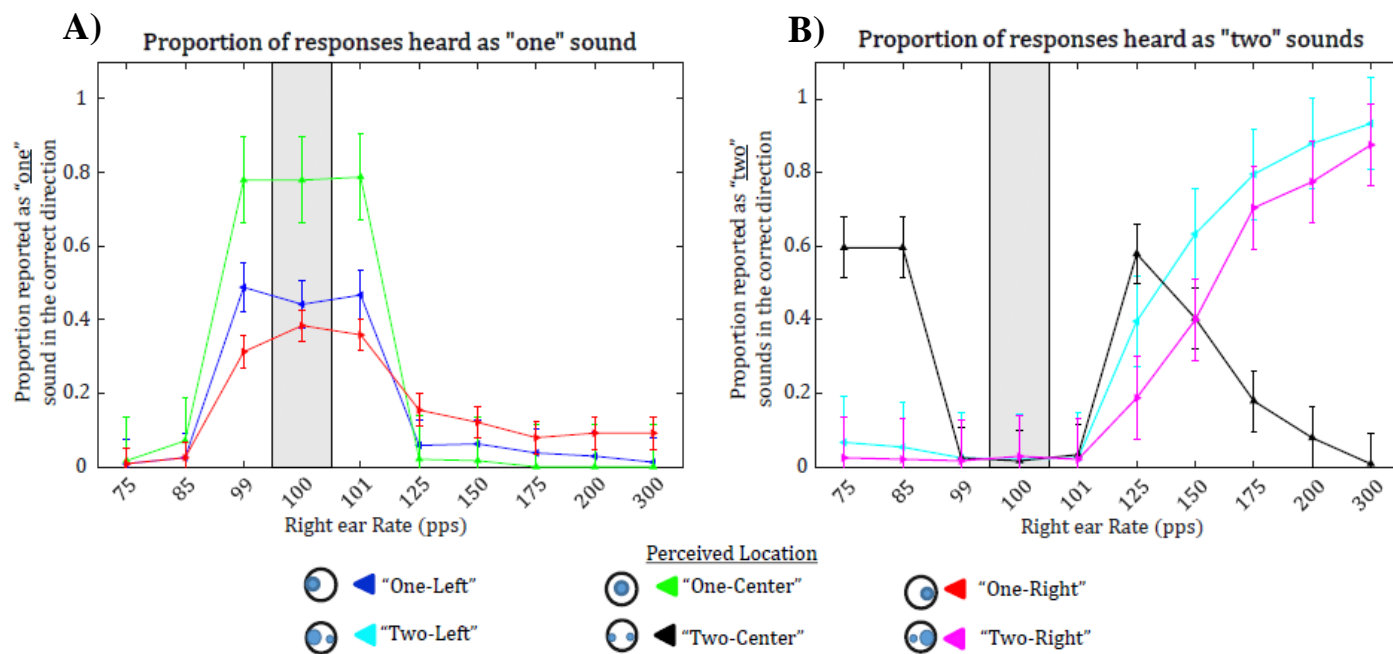 A)
Proportion of responses heard as "one" sound
Proportion reported as “one”
sound in the correct direction
1
0.8
0.6
0.4
0.2
0
75 85 99 100 101 125 150 175 200 300
Right ear Rate (pps)
B)
Proportion of responses heard as "two" sounds
Proportion reported as “two”
sounds in the correct direction
1
0.8
0.6
0.4
0.2
0
75 85 99 100 101 125 150 175 200 300
Right ear Rate (pps)
Perceived Location
“One-Left” “One-Center” “One-Right”
“Two-Left” “Two-Center” “Two-Right”